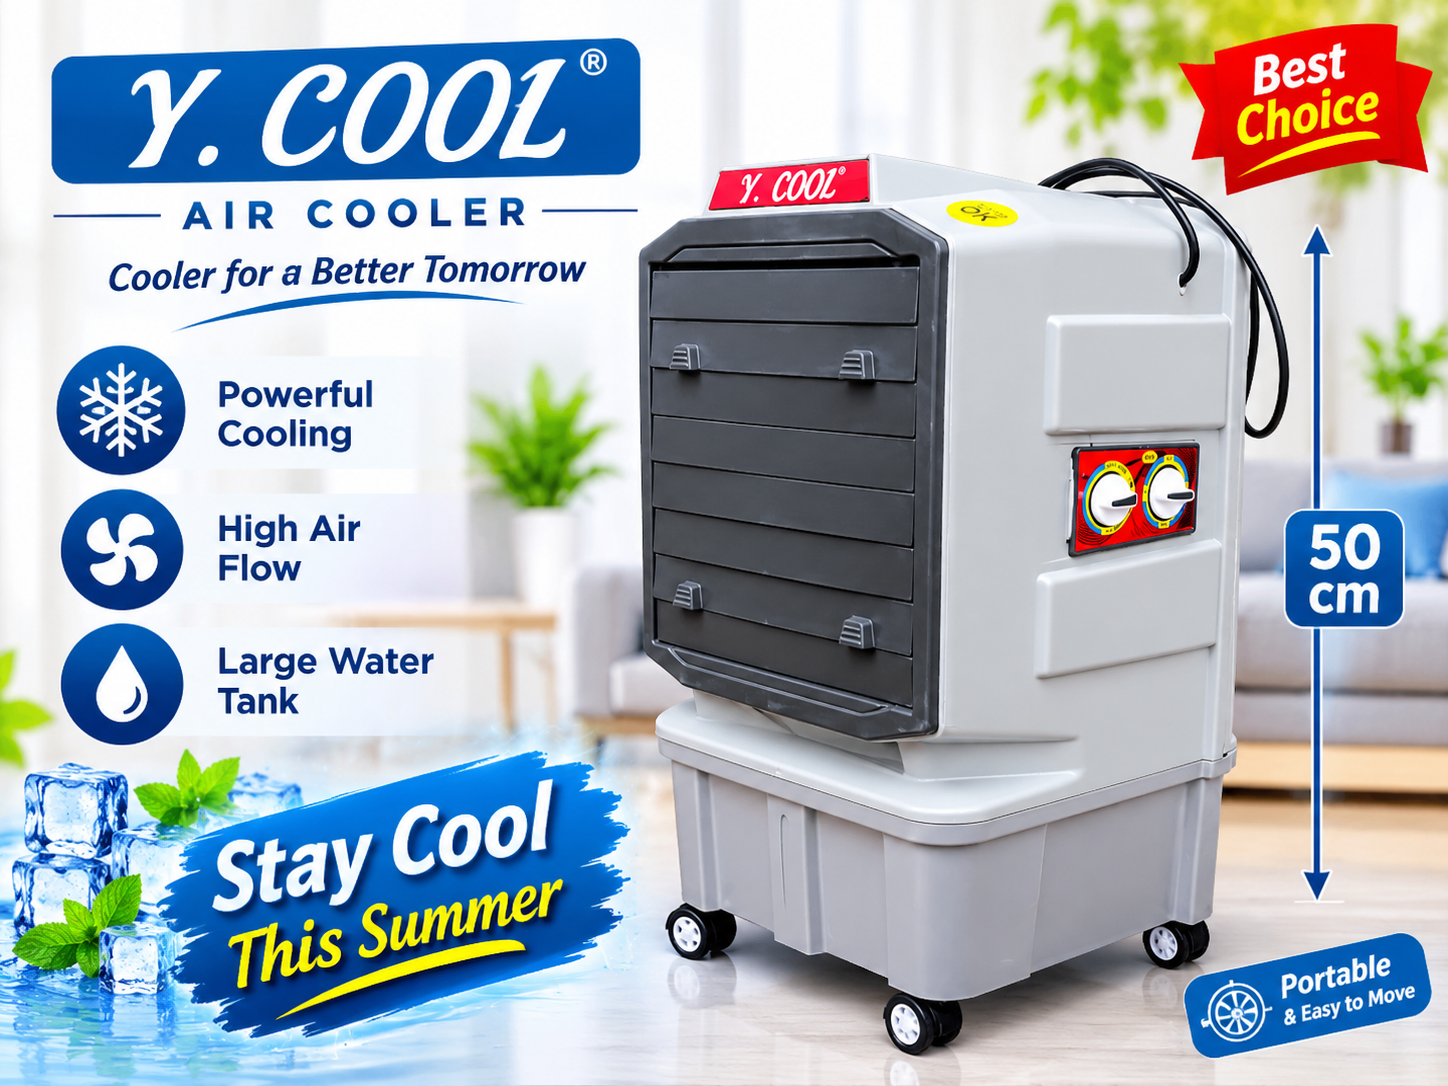 Y. COOL®
AIR COOLER
Cooler for a Better Tomorrow
Powerful
Cooling
High Air
Flow
Large Water
Tank
Stay Cool
This Summer
Best
Choice
Y. COOL®
OK
50
cm
Portable
& Easy to Move